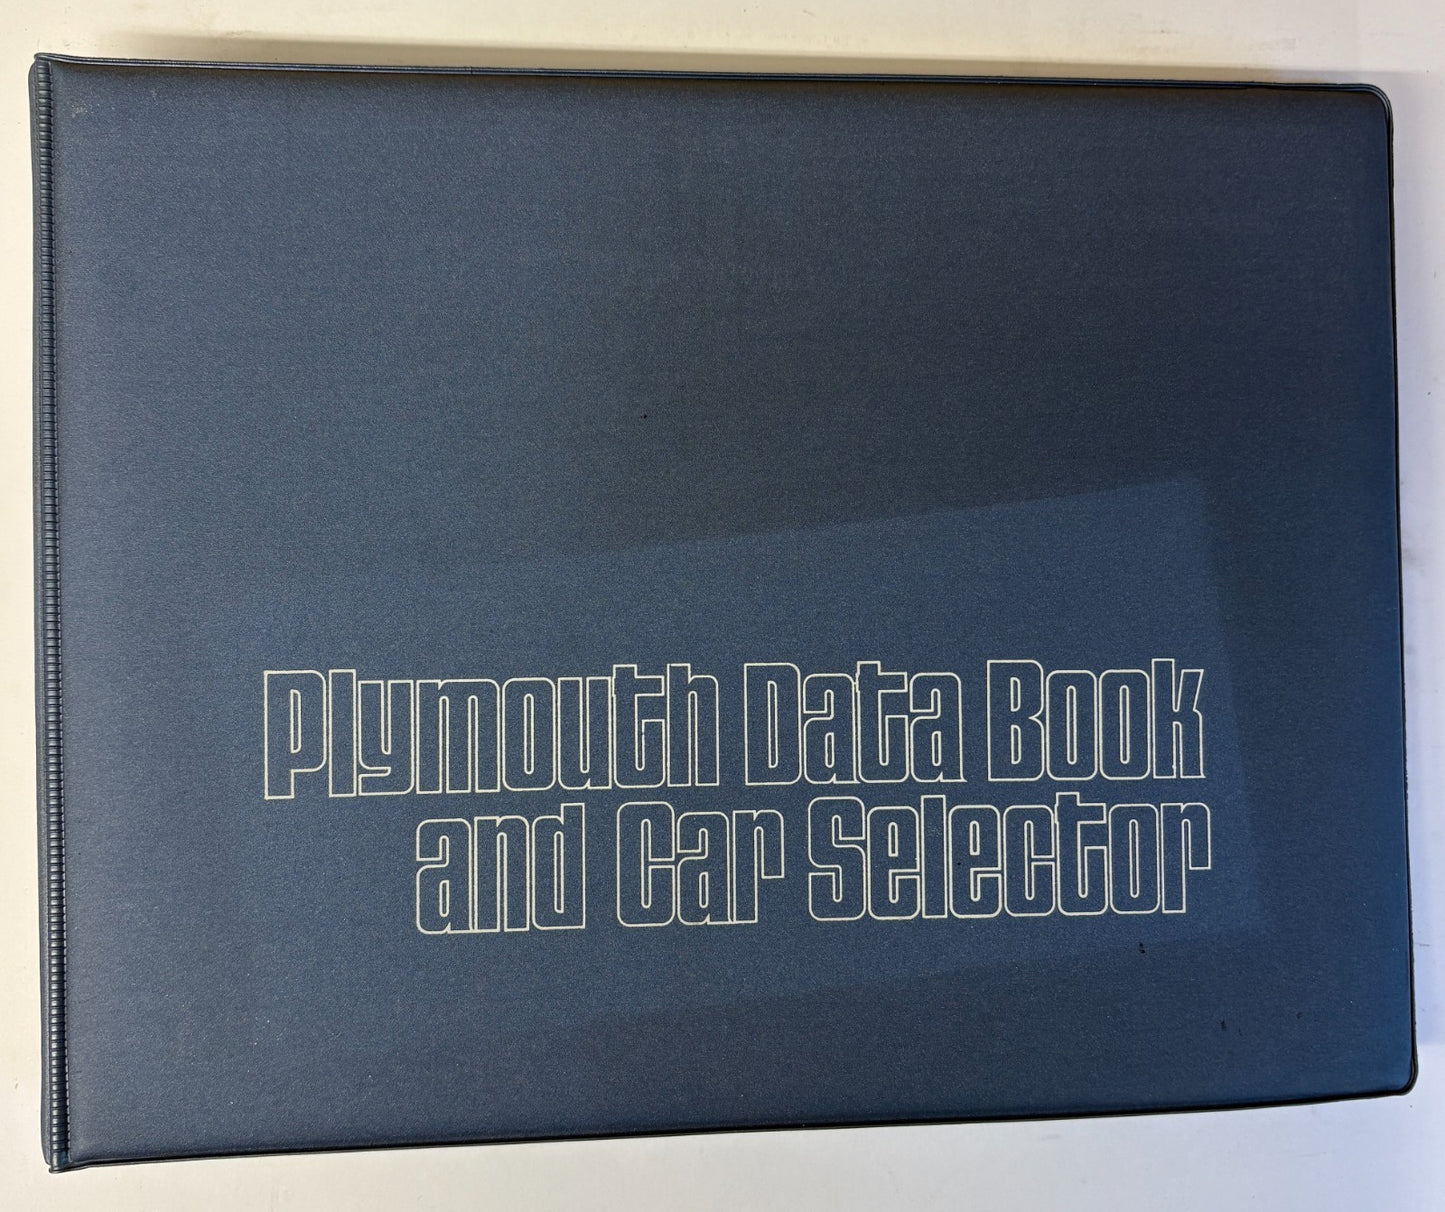 Plymouth Data Book
and Car Selector